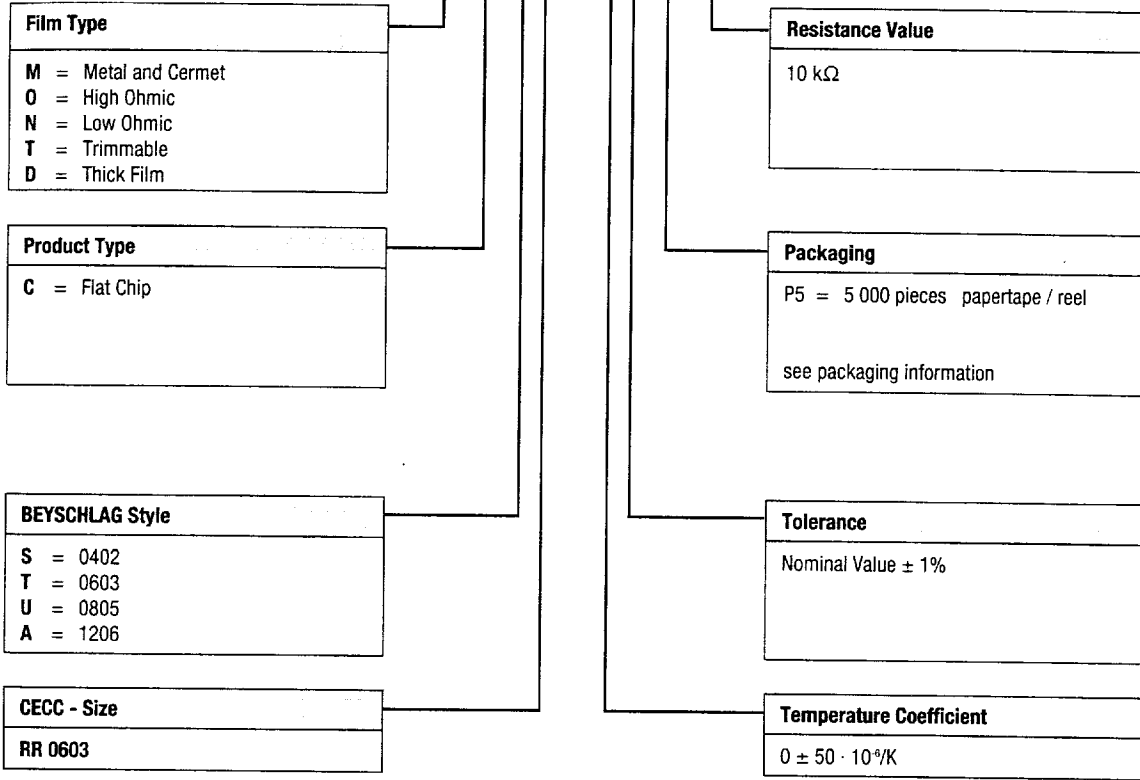 Film Type
M = Metal and Cermet
O = High Ohmic
N = Low Ohmic
T = Trimmable
D = Thick Film
Product Type
C = Flat Chip
BEYSCHLAG Style
S = 0402
T = 0603
U = 0805
A = 1206
CECC - Size
RR 0603
Resistance Value
10 kΩ
Packaging
P5 = 5 000 pieces papertape / reel
see packaging information
Tolerance
Nominal Value ± 1%
Temperature Coefficient
0 ± 50 · 10⁻⁶/K